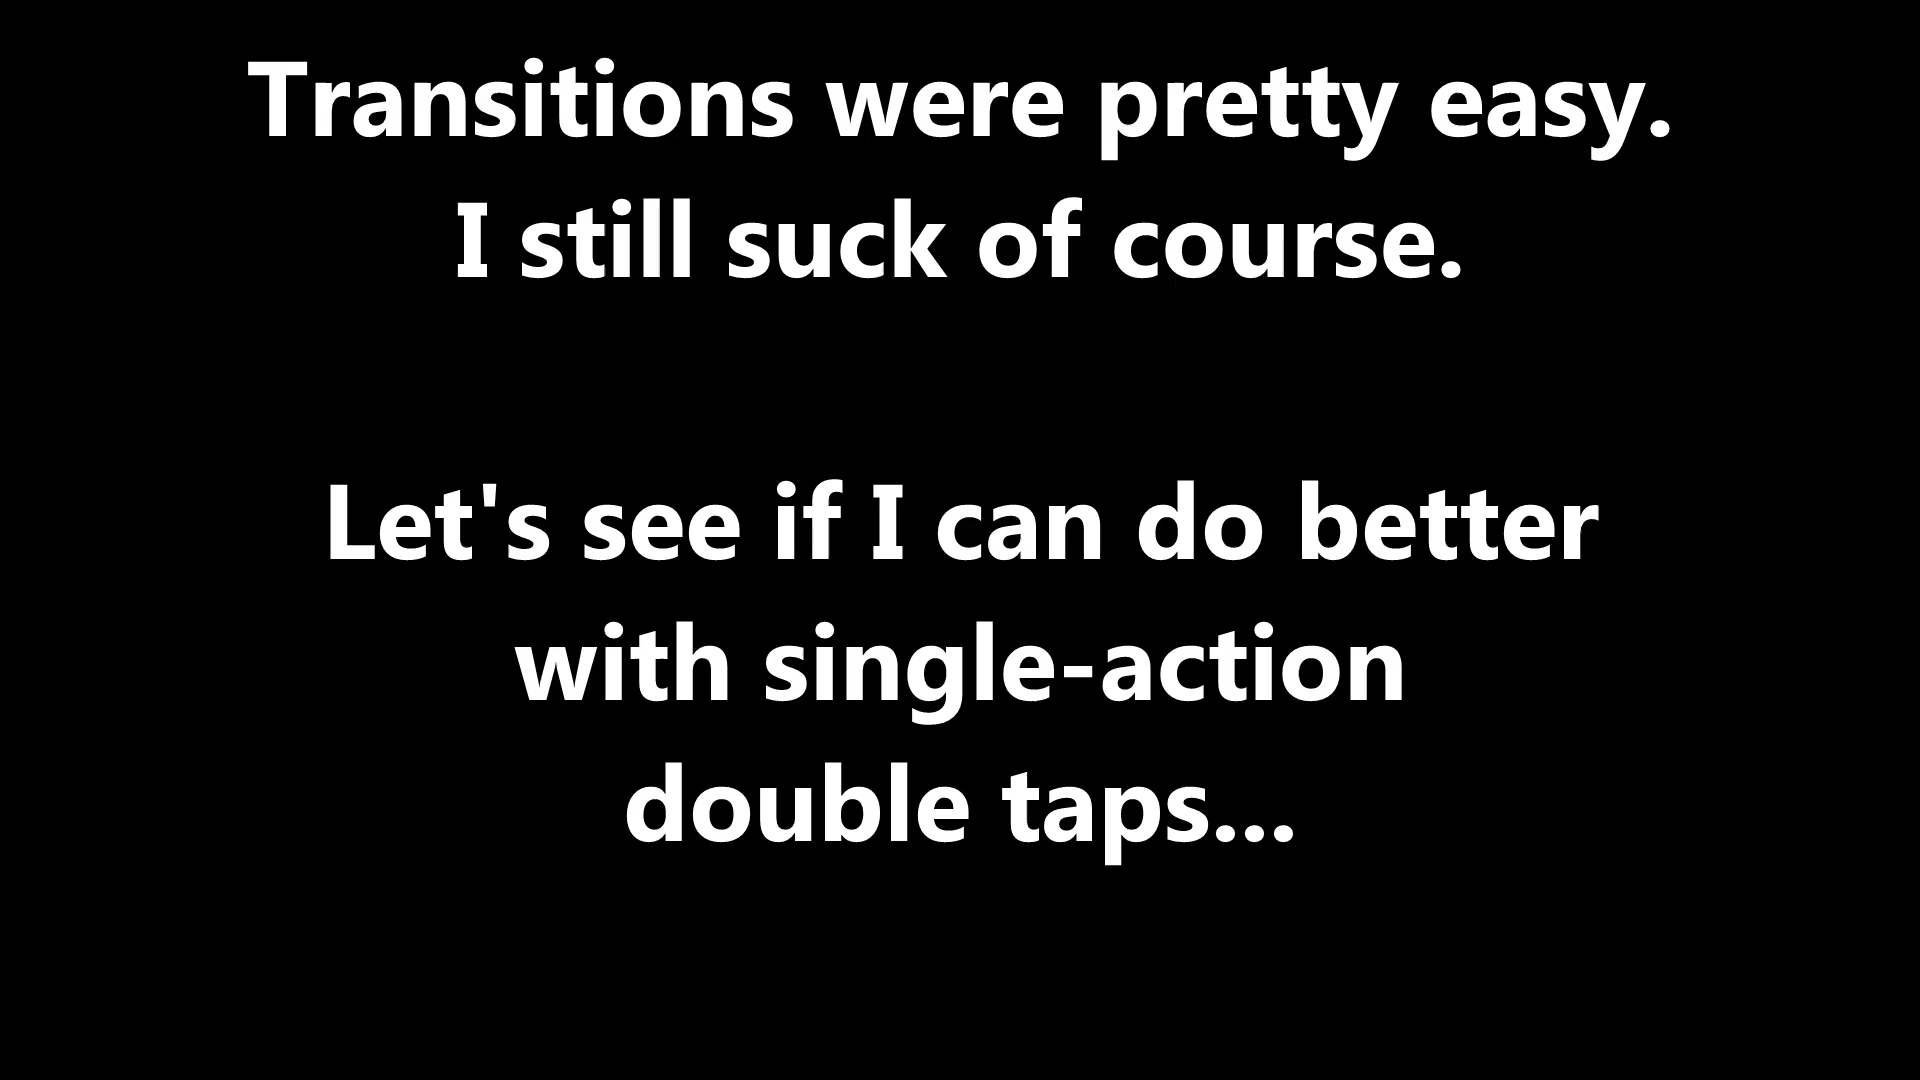 Transitions were pretty easy.
I still suck of course.
Let's see if I can do better
with single-action
double taps...